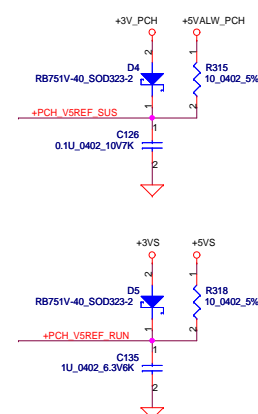 +3V_PCH +5VALW_PCH
2 2
D4 R315
RB751V-40_SOD323-2 10_0402_5%
1 1
+PCH_V5REF_SUS
1
C126
0.1U_0402_10V7K
2
+3VS +5VS
2 2
D5 R318
RB751V-40_SOD323-2 10_0402_5%
1 1
+PCH_V5REF_RUN
1
C135
1U_0402_6.3V6K
2